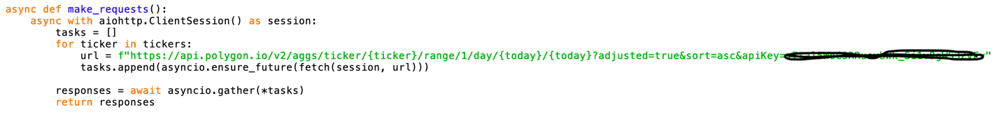 async def make_requests():
    async with aiohttp.ClientSession() as session:
        tasks = []
        for ticker in tickers:
            url = f"https://api.polygon.io/v2/aggs/ticker/{ticker}/range/1/day/{today}/{today}?adjusted=true&sort=asc&apiKey="
            tasks.append(asyncio.ensure_future(fetch(session, url)))
        responses = await asyncio.gather(*tasks)
        return responses